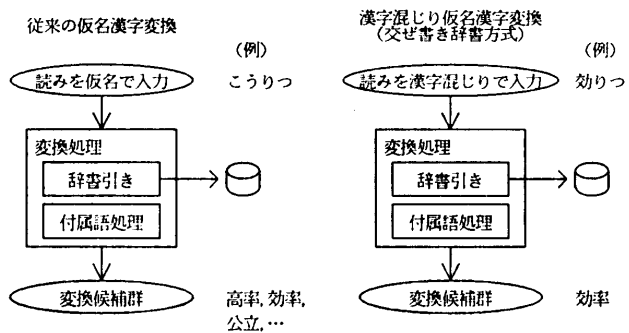 従来の仮名漢字変換
(例)
読みを仮名で入力
こうりつ
変換処理
辞書引き
付属語処理
変換候補群
高率, 効率,
公立, …
漢字混じり仮名漢字変換
(交ぜ書き辞書方式)
(例)
読みを漢字混じりで入力
効りつ
変換処理
辞書引き
付属語処理
変換候補群
効率